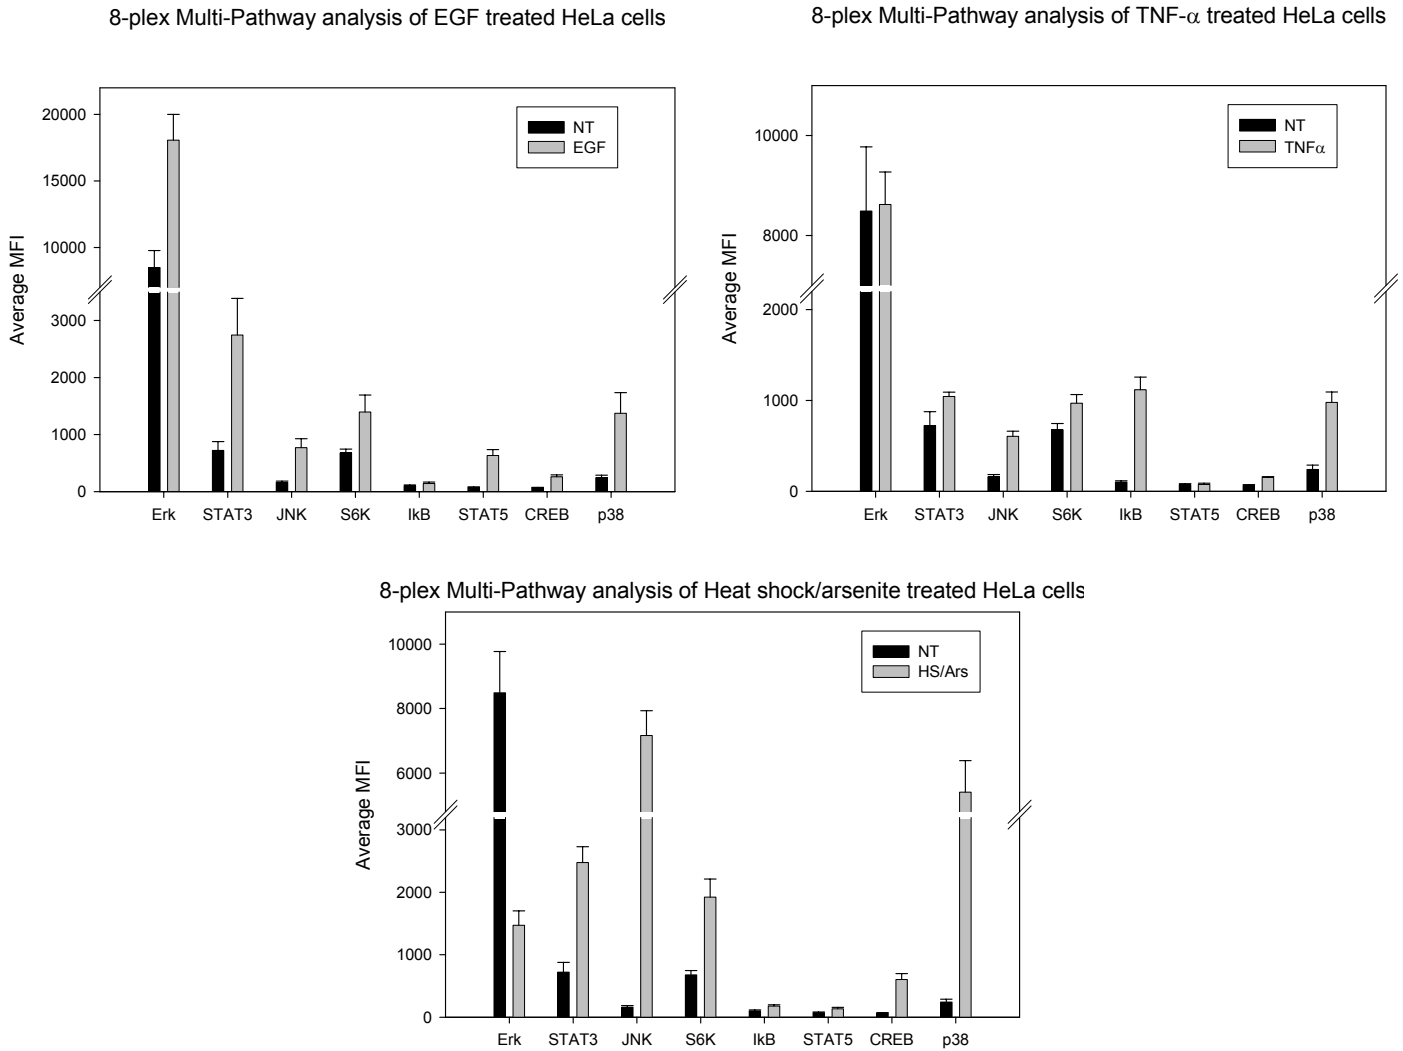 8-plex Multi-Pathway analysis of EGF treated HeLa cells
Average MFI
20000
15000
10000
3000
2000
1000
0
NT
EGF
Erk STAT3 JNK S6K IkB STAT5 CREB p38
8-plex Multi-Pathway analysis of TNF-α treated HeLa cells
Average MFI
10000
8000
2000
1000
0
NT
TNFα
Erk STAT3 JNK S6K IkB STAT5 CREB p38
8-plex Multi-Pathway analysis of Heat shock/arsenite treated HeLa cells
Average MFI
10000
8000
6000
3000
2000
1000
0
NT
HS/Ars
Erk STAT3 JNK S6K IkB STAT5 CREB p38